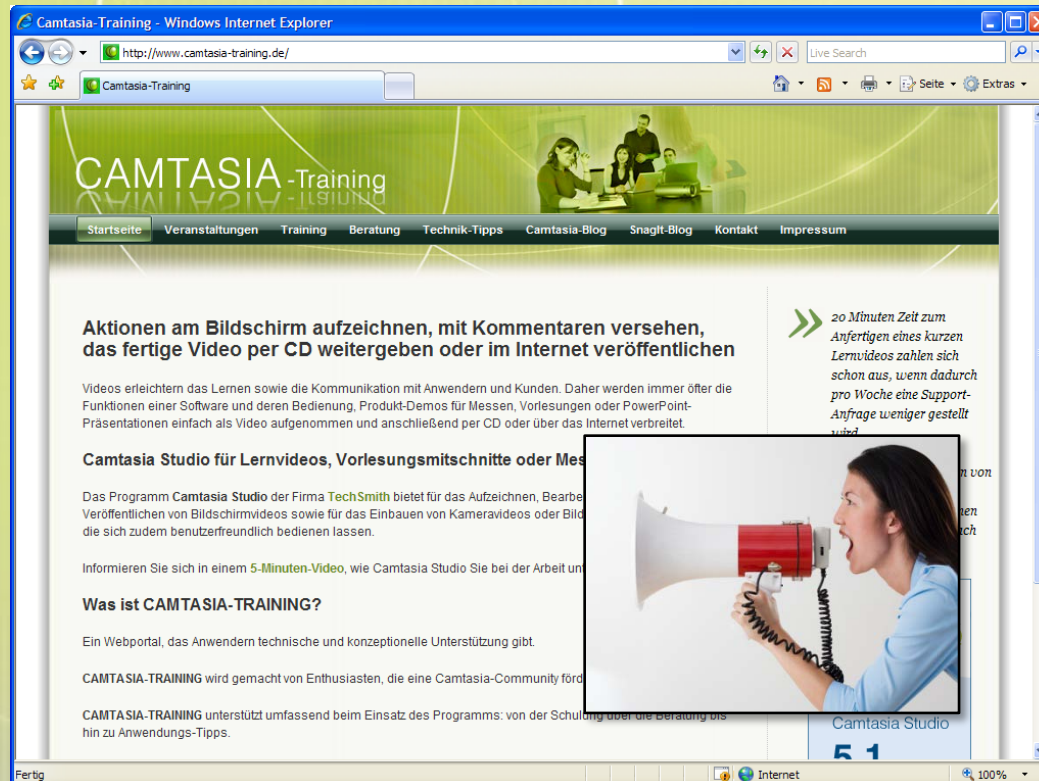 Camtasia-Training - Windows Internet Explorer
http://www.camtasia-training.de/
Live Search
Camtasia-Training
Seite
Extras
CAMTASIA -Training
Startseite Veranstaltungen Training Beratung Technik-Tipps Camtasia-Blog SnagIt-Blog Kontakt Impressum
Aktionen am Bildschirm aufzeichnen, mit Kommentaren versehen,
das fertige Video per CD weitergeben oder im Internet veröffentlichen
Videos erleichtern das Lernen sowie die Kommunikation mit Anwendern und Kunden. Daher werden immer öfter die
Funktionen einer Software und deren Bedienung, Produkt-Demos für Messen, Vorlesungen oder PowerPoint-
Präsentationen einfach als Video aufgenommen und anschließend per CD oder über das Internet verbreitet.
Camtasia Studio für Lernvideos, Vorlesungsmitschnitte oder Mes
Das Programm Camtasia Studio der Firma TechSmith bietet für das Aufzeichnen, Bearbe
Veröffentlichen von Bildschirmvideos sowie für das Einbauen von Kameravideos oder Bild
die sich zudem benutzerfreundlich bedienen lassen.
Informieren Sie sich in einem 5-Minuten-Video, wie Camtasia Studio Sie bei der Arbeit unt
Was ist CAMTASIA-TRAINING?
Ein Webportal, das Anwendern technische und konzeptionelle Unterstützung gibt.
CAMTASIA-TRAINING wird gemacht von Enthusiasten, die eine Camtasia-Community förd
CAMTASIA-TRAINING unterstützt umfassend beim Einsatz des Programms: von der Schulung über die Beratung bis
hin zu Anwendungs-Tipps.
20 Minuten Zeit zum
Anfertigen eines kurzen
Lernvideos zahlen sich
schon aus, wenn dadurch
pro Woche eine Support-
Anfrage weniger gestellt
wird
von
Camtasia Studio
5.1
Fertig
Internet
100%